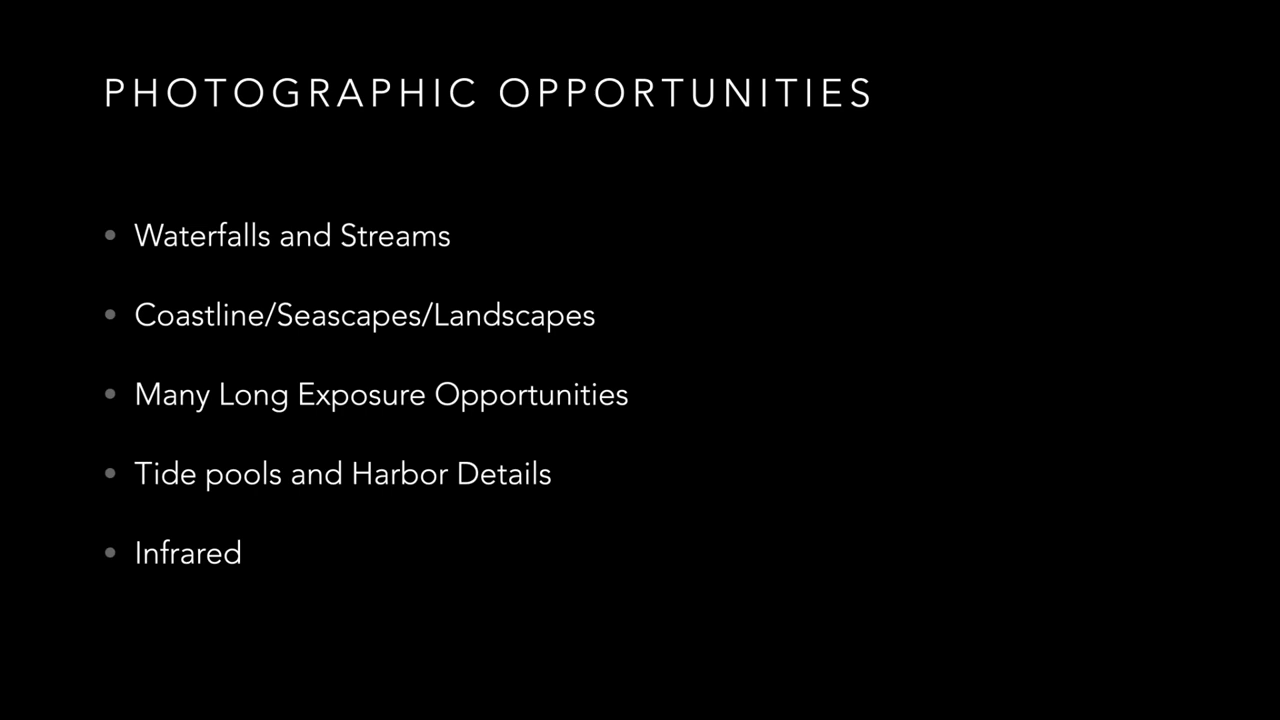 PHOTOGRAPHIC OPPORTUNITIES
• Waterfalls and Streams
• Coastline/Seascapes/Landscapes
• Many Long Exposure Opportunities
• Tide pools and Harbor Details
• Infrared